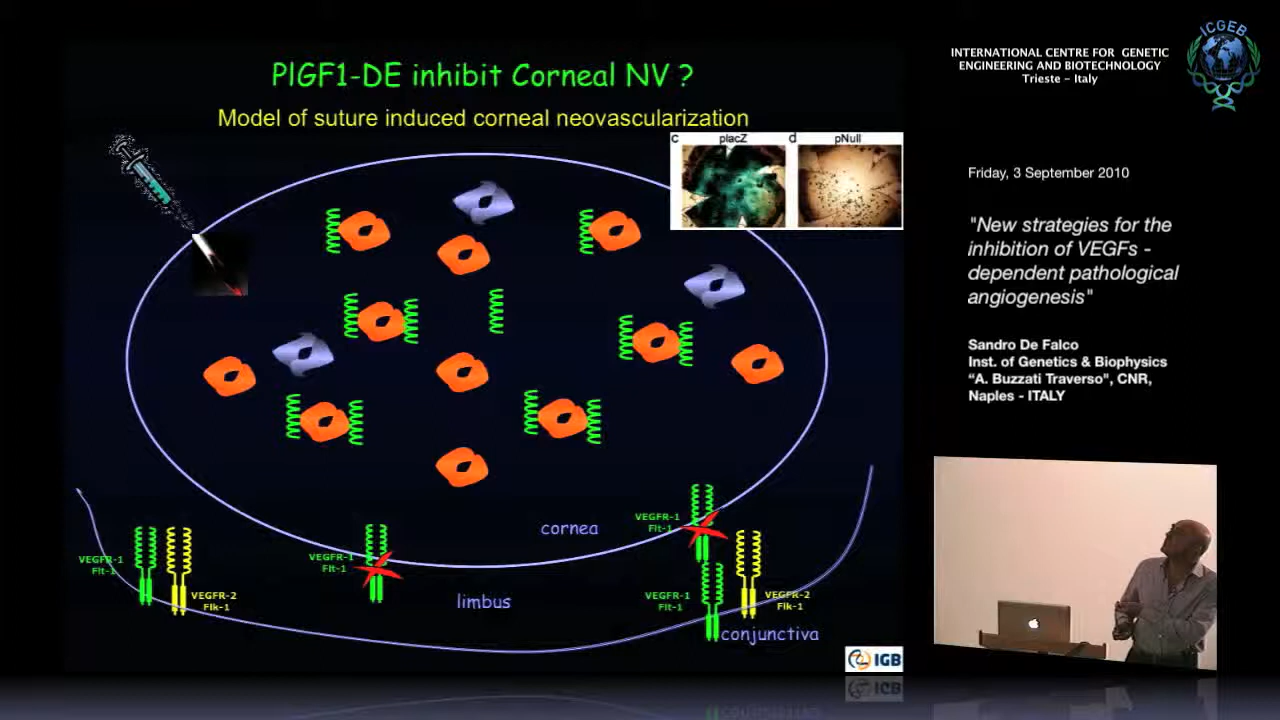 PlGF1-DE inhibit Corneal NV ?
Model of suture induced corneal neovascularization
c placZ d pNull
cornea
VEGFR-1
Flt-1
VEGFR-1
Flt-1
VEGFR-1
Flt-1
VEGFR-2
Flk-1
limbus
VEGFR-1
Flt-1
VEGFR-2
Flk-1
conjunctiva
IGB
INTERNATIONAL CENTRE FOR GENETIC
ENGINEERING AND BIOTECHNOLOGY
Trieste - Italy
ICGEB
Friday, 3 September 2010
"New strategies for the
inhibition of VEGFs -
dependent pathological
angiogenesis"
Sandro De Falco
Inst. of Genetics & Biophysics
“A. Buzzati Traverso", CNR,
Naples - ITALY